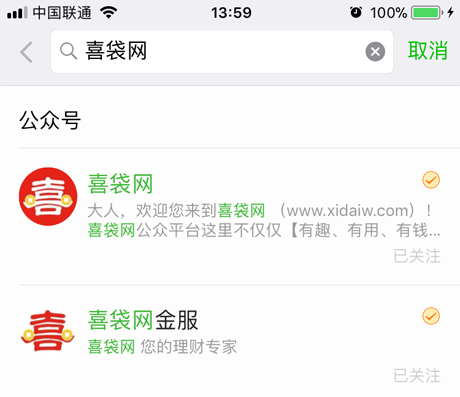 中国联通 13:59 100%
喜袋网 取消
公众号
喜
喜袋网
大人，欢迎您来到喜袋网 （www.xidaiw.com）！
喜袋网公众平台这里不仅仅【有趣、有用、有钱...
已关注
喜
喜袋网金服
喜袋网 您的理财专家
已关注